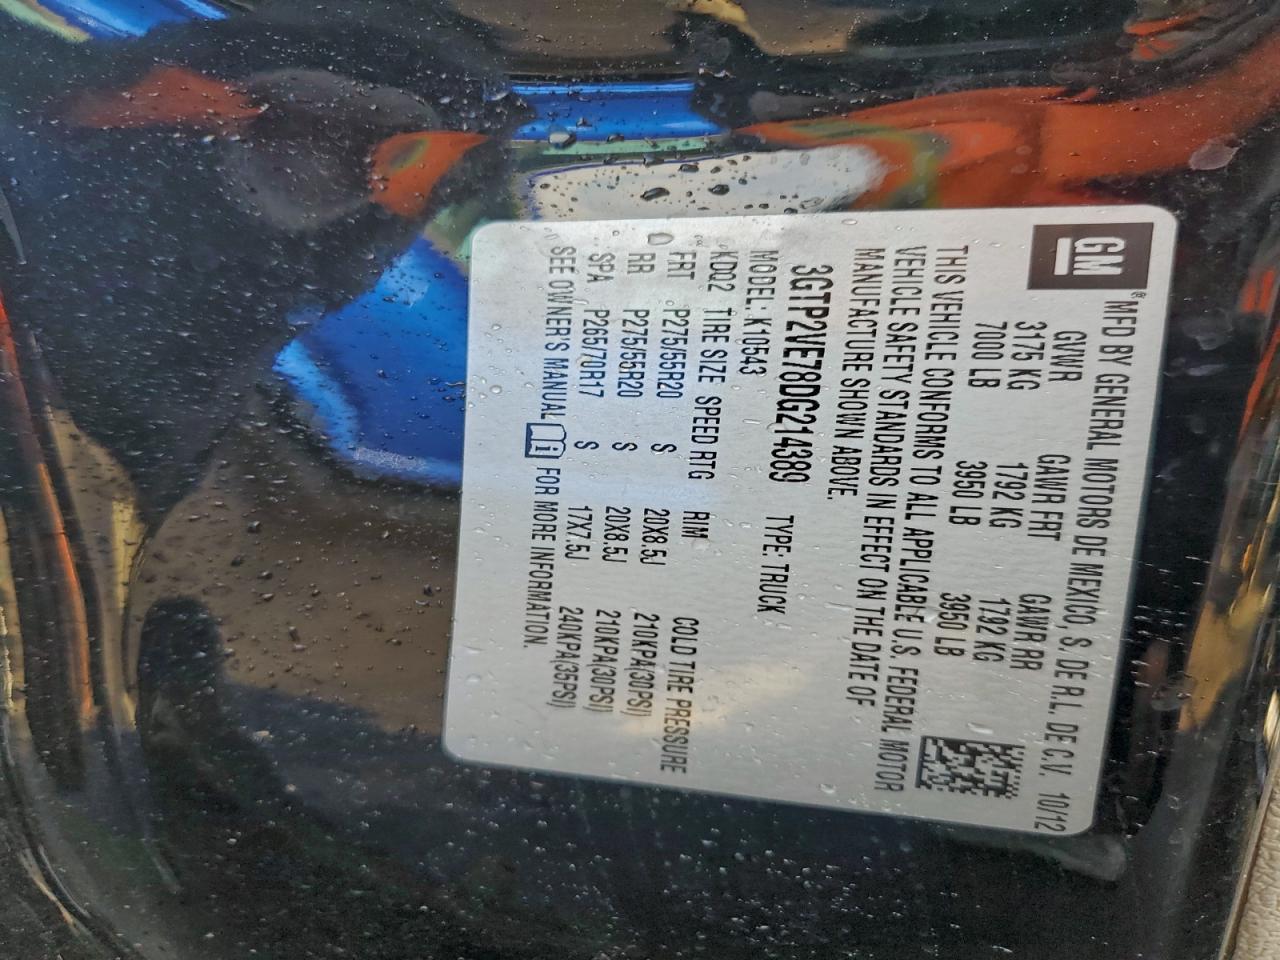 GM ® MFD BY GENERAL MOTORS DE MEXICO, S. DE R.L. DE C.V. 10/12
GVWR GAWR FRT GAWR RR
3175 KG 1792 KG 1792 KG
7000 LB 3950 LB 3950 LB
THIS VEHICLE CONFORMS TO ALL APPLICABLE U.S. FEDERAL MOTOR
VEHICLE SAFETY STANDARDS IN EFFECT ON THE DATE OF
MANUFACTURE SHOWN ABOVE.
3GTP2VE78DG214389 TYPE: TRUCK
MODEL: K10543
KDQ2 TIRE SIZE SPEED RTG RIM COLD TIRE PRESSURE
FRT P275/55R20 S 20X8.5J 210KPA(30PSI)
RR P275/55R20 S 20X8.5J 210KPA(30PSI)
SPA P265/70R17 S 17X7.5J 240KPA(35PSI)
SEE OWNER'S MANUAL i FOR MORE INFORMATION.